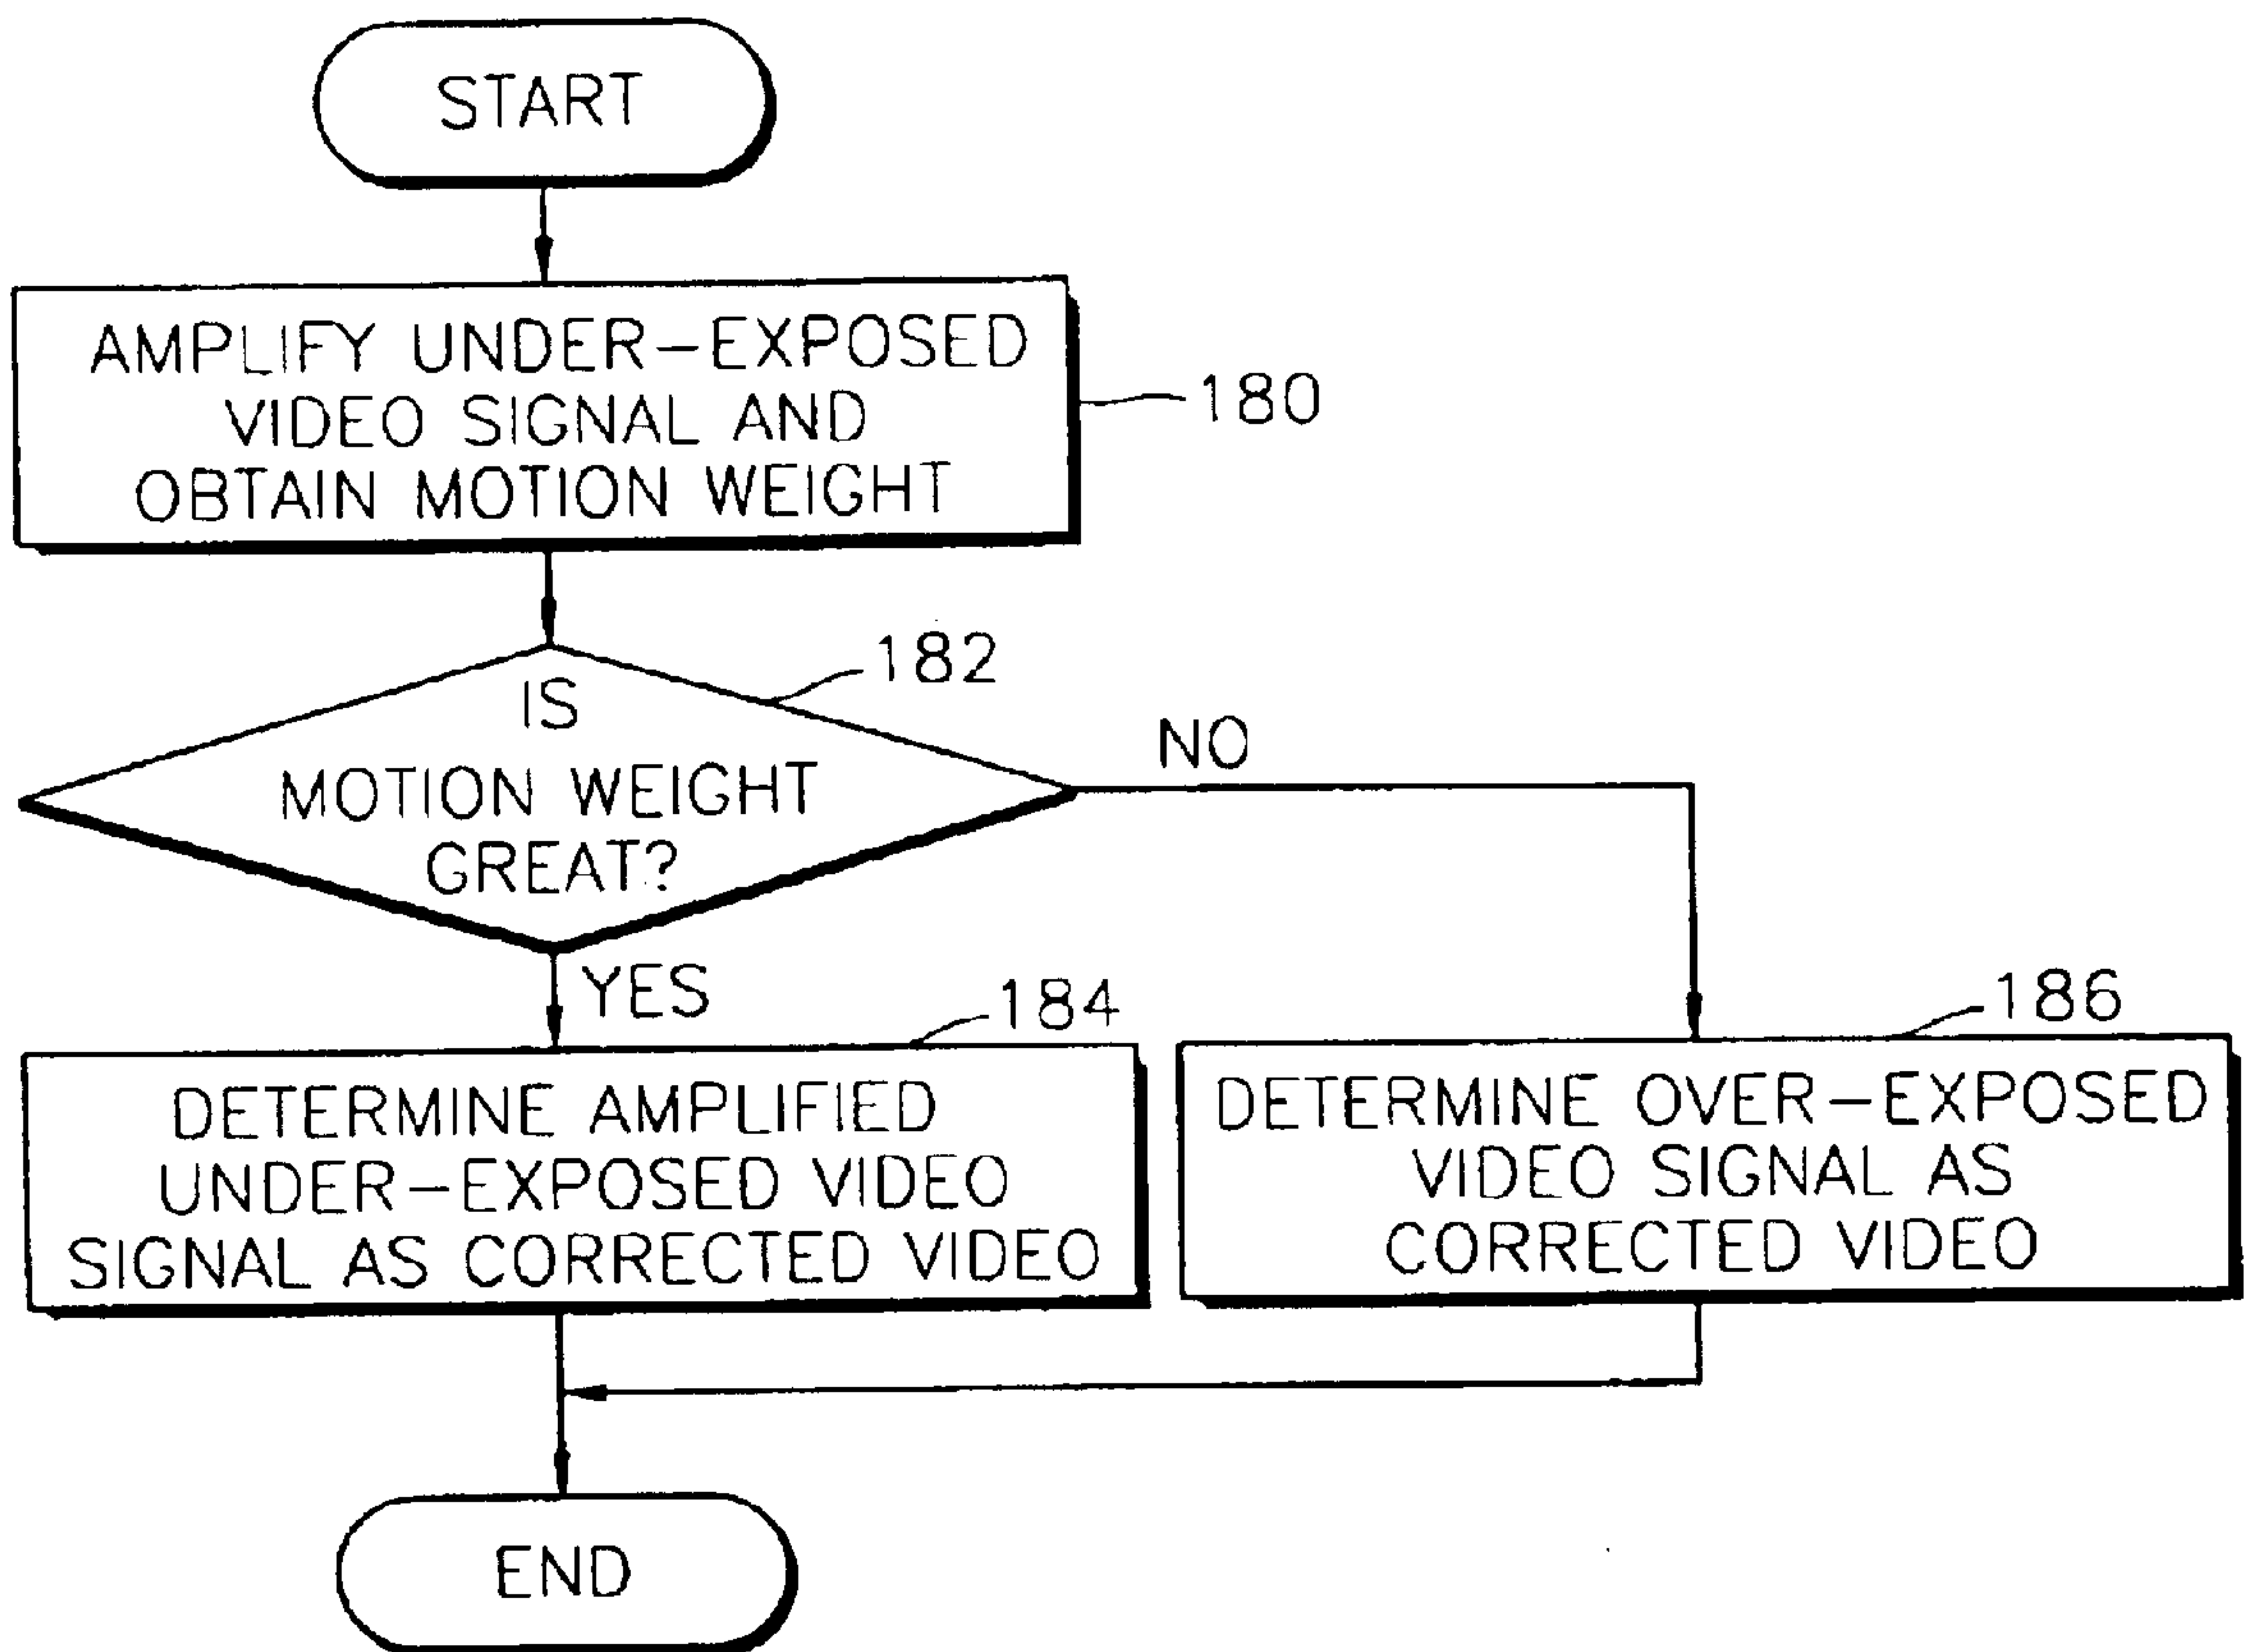 START
AMPLIFY UNDER-EXPOSED
VIDEO SIGNAL AND
OBTAIN MOTION WEIGHT
180
182
IS
MOTION WEIGHT
GREAT?
NO
YES
184
DETERMINE AMPLIFIED
UNDER-EXPOSED VIDEO
SIGNAL AS CORRECTED VIDEO
186
DETERMINE OVER-EXPOSED
VIDEO SIGNAL AS
CORRECTED VIDEO
END